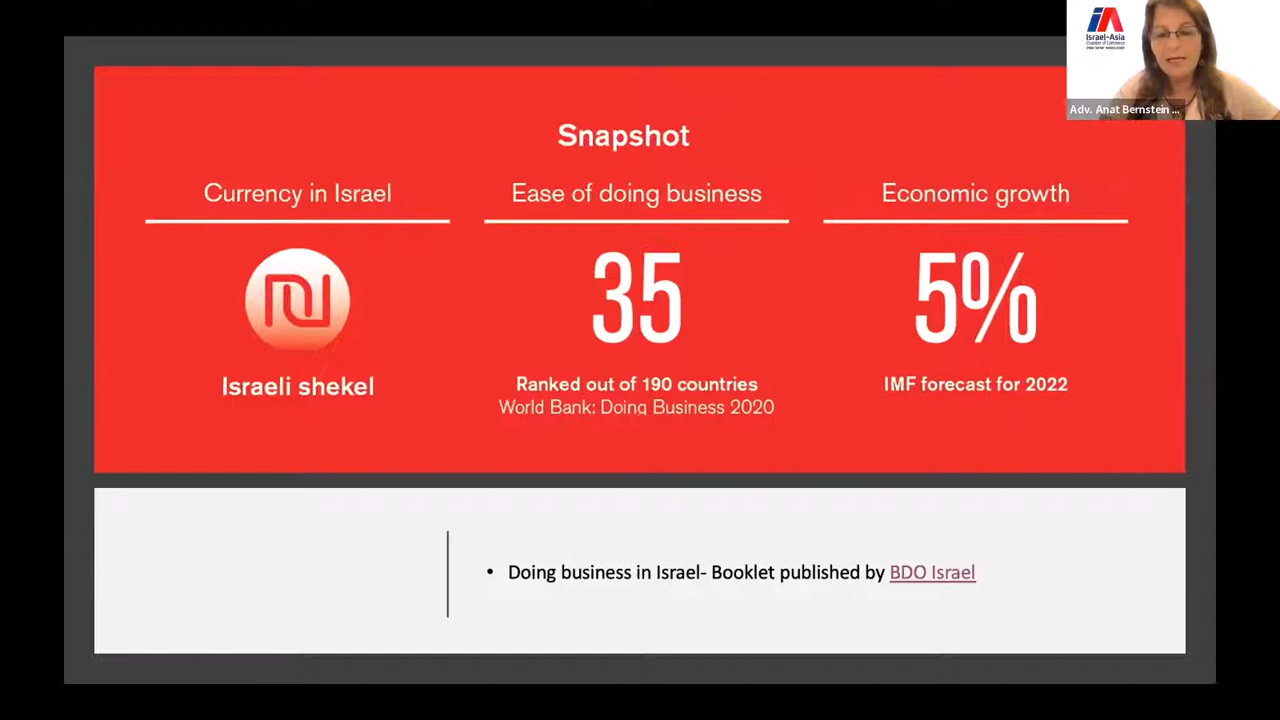 Snapshot
Currency in Israel
Israeli shekel
Ease of doing business
35
Ranked out of 190 countries
World Bank: Doing Business 2020
Economic growth
5%
IMF forecast for 2022
• Doing business in Israel- Booklet published by BDO Israel
Israel-Asia
Chamber of Commerce
Adv. Anat Bernstein ...